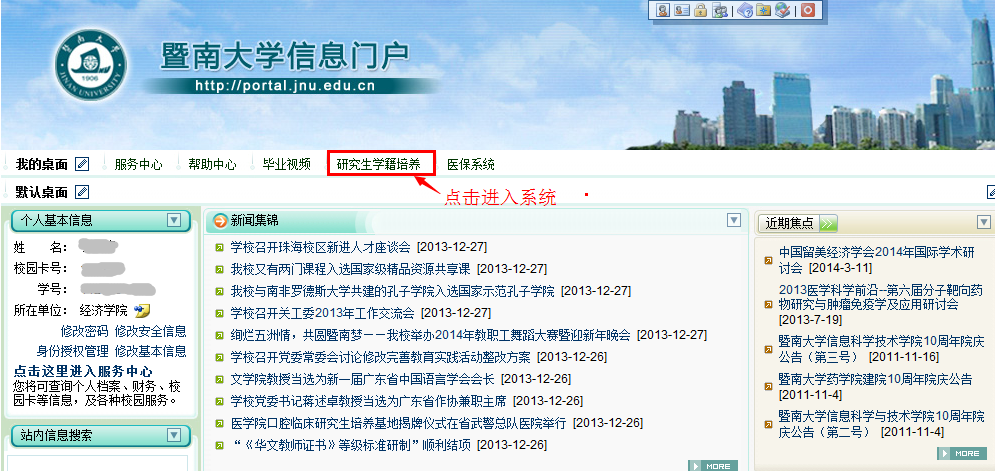 暨南大学
1906
JINAN UNIVERSITY
暨南大学信息门户
http://portal.jnu.edu.cn
我的桌面 服务中心 帮助中心 毕业视频 研究生学籍培养 医保系统
点击进入系统
默认桌面
个人基本信息
姓 名:
校园卡号:
学号:
所在单位: 经济学院
修改密码 修改安全信息
身份授权管理 修改基本信息
点击这里进入服务中心
您将可查询个人档案、财务、校
园卡等信息，及各种校园服务。
站内信息搜索
新闻集锦
学校召开珠海校区新进人才座谈会 [2013-12-27]
我校又有两门课程入选国家级精品资源共享课 [2013-12-27]
我校与南非罗德斯大学共建的孔子学院入选国家示范孔子学院 [2013-12-27]
学校召开关工委2013年工作交流会 [2013-12-27]
绚烂五洲情，共圆暨南梦——我校举办2014年教职工舞蹈大赛暨迎新年晚会 [2013-12-27]
学校召开党委常委会讨论修改完善教育实践活动整改方案 [2013-12-26]
文学院教授当选为新一届广东省中国语言学会会长 [2013-12-26]
学校党委书记蒋述卓教授当选为广东省作协兼职主席 [2013-12-26]
医学院口腔临床研究生培养基地揭牌仪式在省武警总队医院举行 [2013-12-26]
“《华文教师证书》等级标准研制”顺利结项 [2013-12-26]
MORE
近期焦点
中国留美经济学会2014年国际学术研
讨会 [2014-3-11]
2013医学科学前沿--第六届分子靶向药
物研究与肿瘤免疫学及应用研讨会
[2013-7-19]
暨南大学信息科学技术学院10周年院庆
公告（第三号） [2011-11-16]
暨南大学药学院建院10周年院庆公告
[2011-11-4]
暨南大学信息科学与技术学院10周年院
庆公告（第二号） [2011-11-4]
MORE